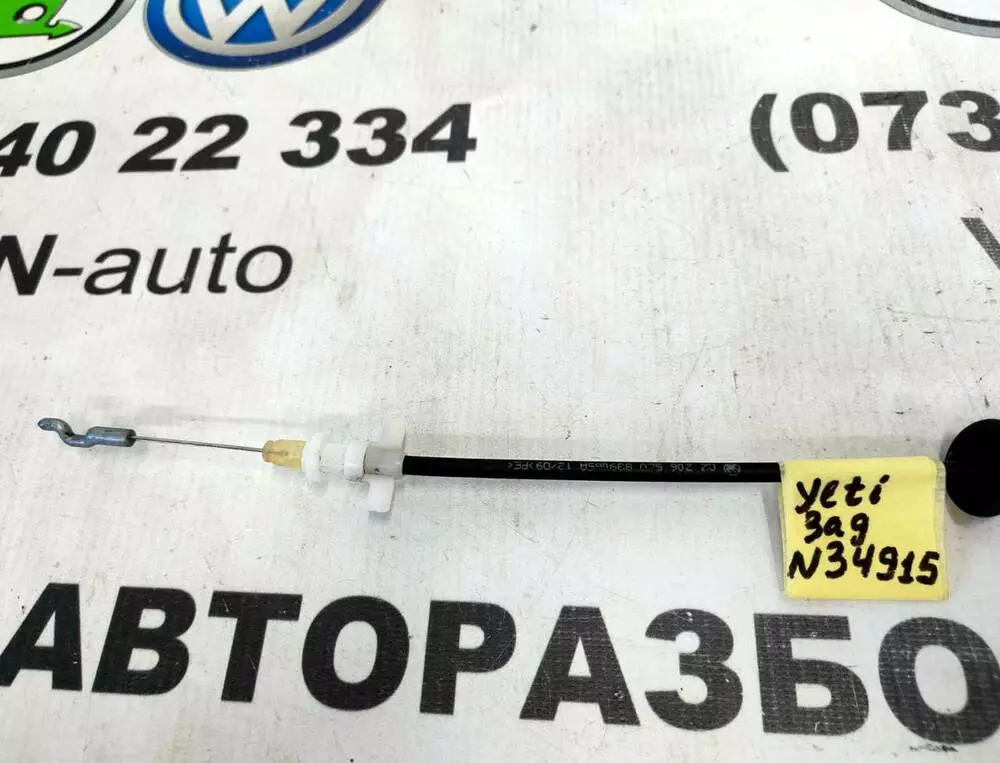 40 22 334
(073
N-auto
yeti
Зад
N34915
АВТОРАЗБО